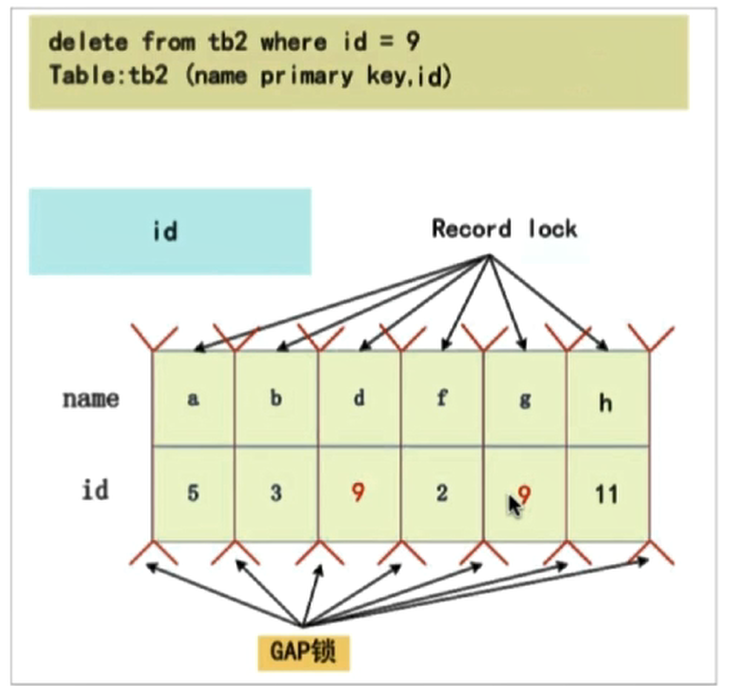 delete from tb2 where id = 9
Table:tb2 (name primary key,id)
id
Record lock
name a b d f g h
id 5 3 9 2 9 11
GAP锁